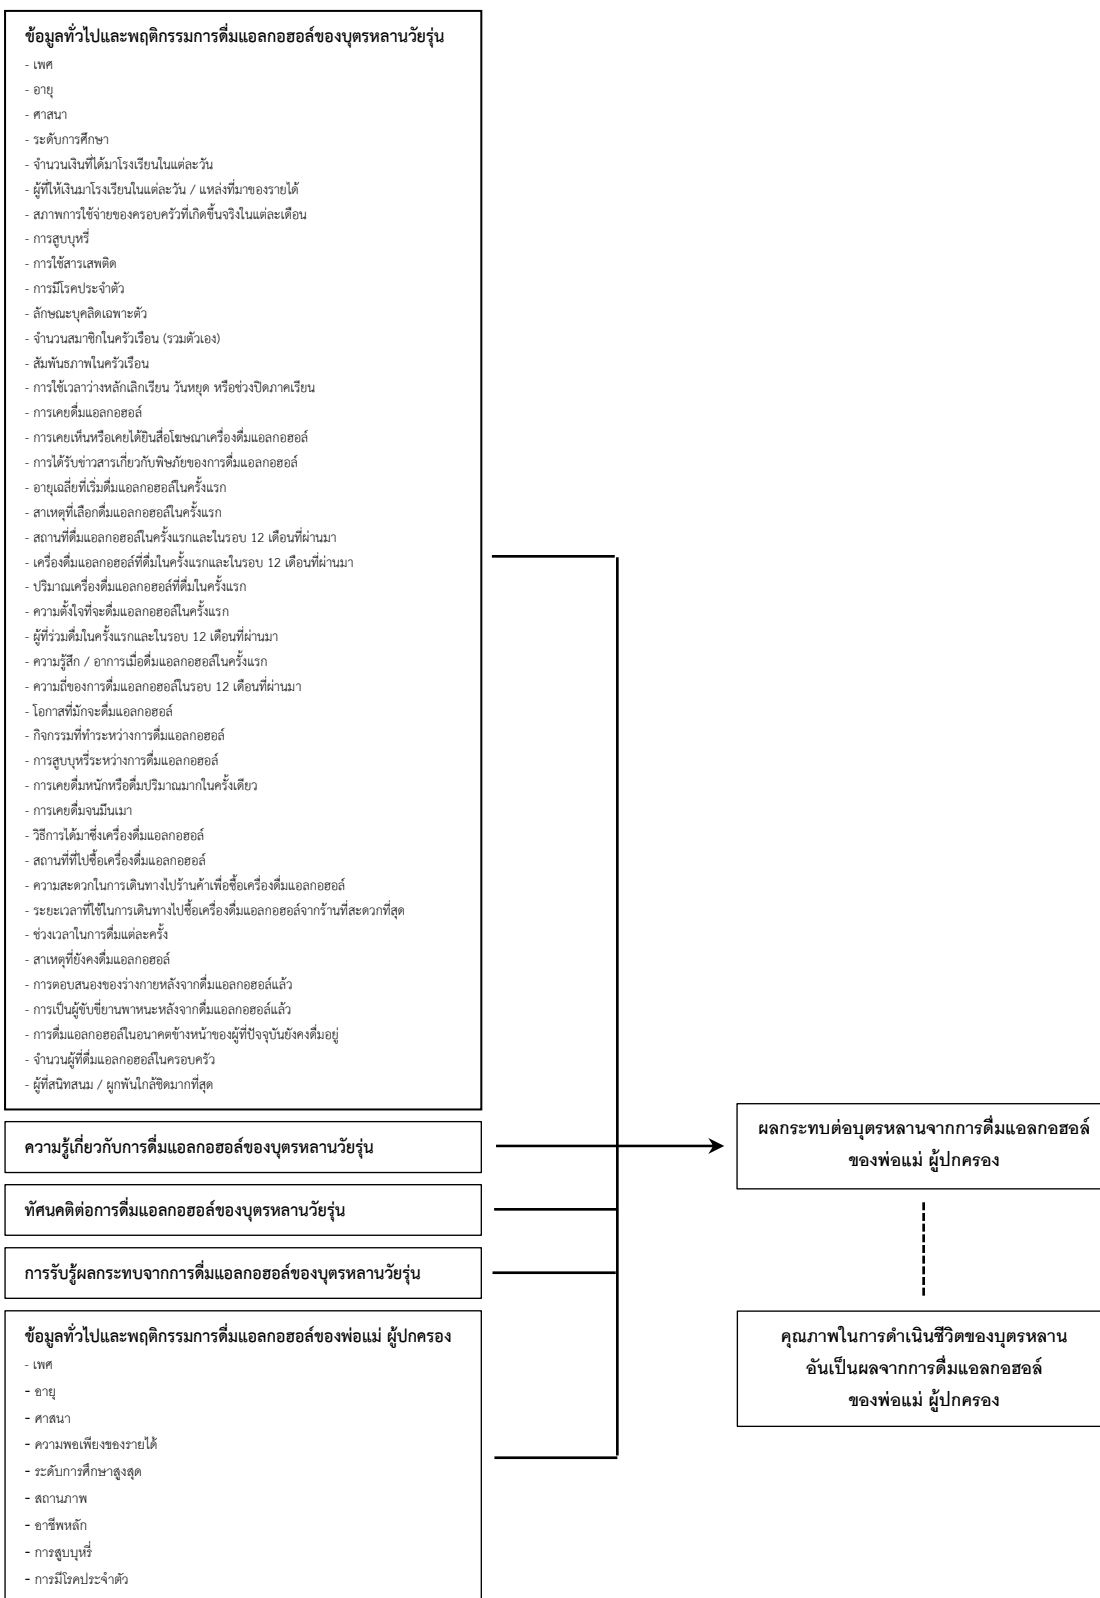 ข้อมูลทั่วไปและพฤติกรรมการดื่มแอลกอฮอล์ของบุตรหลานวัยรุ่น
- เพศ
- อายุ
- ศาสนา
- ระดับการศึกษา
- จำนวนเงินที่ได้มาโรงเรียนในแต่ละวัน
- ผู้ที่ให้เงินมาโรงเรียนในแต่ละวัน / แหล่งที่มาของรายได้
- สภาพการใช้จ่ายของครอบครัวที่เกิดขึ้นจริงในแต่ละเดือน
- การสูบบุหรี่
- การใช้สารเสพติด
- การมีโรคประจำตัว
- ลักษณะบุคลิดเฉพาะตัว
- จำนวนสมาชิกในครัวเรือน (รวมตัวเอง)
- สัมพันธภาพในครัวเรือน
- การใช้เวลาว่างหลักเลิกเรียน วันหยุด หรือช่วงปิดภาคเรียน
- การเคยดื่มแอลกอฮอล์
- การเคยเห็นหรือเคยได้ยินสื่อโฆษณาเครื่องดื่มแอลกอฮอล์
- การได้รับข่าวสารเกี่ยวกับพิษภัยของการดื่มแอลกอฮอล์
- อายุเฉลี่ยที่เริ่มดื่มแอลกอฮอล์ในครั้งแรก
- สาเหตุที่เลือกดื่มแอลกอฮอล์ในครั้งแรก
- สถานที่ดื่มแอลกอฮอล์ในครั้งแรกและในรอบ 12 เดือนที่ผ่านมา
- เครื่องดื่มแอลกอฮอล์ที่ดื่มในครั้งแรกและในรอบ 12 เดือนที่ผ่านมา
- ปริมาณเครื่องดื่มแอลกอฮอล์ที่ดื่มในครั้งแรก
- ความตั้งใจที่จะดื่มแอลกอฮอล์ในครั้งแรก
- ผู้ที่ร่วมดื่มในครั้งแรกและในรอบ 12 เดือนที่ผ่านมา
- ความรู้สึก / อาการเมื่อดื่มแอลกอฮอล์ในครั้งแรก
- ความถี่ของการดื่มแอลกอฮอล์ในรอบ 12 เดือนที่ผ่านมา
- โอกาสที่มักจะดื่มแอลกอฮอล์
- กิจกรรมที่ทำระหว่างการดื่มแอลกอฮอล์
- การสูบบุหรี่ระหว่างการดื่มแอลกอฮอล์
- การเคยดื่มหนักหรือดื่มปริมาณมากในครั้งเดียว
- การเคยดื่มจนมึนเมา
- วิธีการได้มาซึ่งเครื่องดื่มแอลกอฮอล์
- สถานที่ที่ไปซื้อเครื่องดื่มแอลกอฮอล์
- ความสะดวกในการเดินทางไปร้านค้าเพื่อซื้อเครื่องดื่มแอลกอฮอล์
- ระยะเวลาที่ใช้ในการเดินทางไปซื้อเครื่องดื่มแอลกอฮอล์จากร้านที่สะดวกที่สุด
- ช่วงเวลาในการดื่มแต่ละครั้ง
- สาเหตุที่ยังคงดื่มแอลกอฮอล์
- การตอบสนองของร่างกายหลังจากดื่มแอลกอฮอล์แล้ว
- การเป็นผู้ขับขี่ยานพาหนะหลังจากดื่มแอลกอฮอล์แล้ว
- การดื่มแอลกอฮอล์ในอนาคตข้างหน้าของผู้ที่ปัจจุบันยังคงดื่มอยู่
- จำนวนผู้ที่ดื่มแอลกอฮอล์ในครอบครัว
- ผู้ที่สนิทสนม / ผูกพันใกล้ชิดมากที่สุด
ความรู้เกี่ยวกับการดื่มแอลกอฮอล์ของบุตรหลานวัยรุ่น
ทัศนคติต่อการดื่มแอลกอฮอล์ของบุตรหลานวัยรุ่น
การรับรู้ผลกระทบจากการดื่มแอลกอฮอล์ของบุตรหลานวัยรุ่น
ข้อมูลทั่วไปและพฤติกรรมการดื่มแอลกอฮอล์ของพ่อแม่ ผู้ปกครอง
- เพศ
- อายุ
- ศาสนา
- ความพอเพียงของรายได้
- ระดับการศึกษาสูงสุด
- สถานภาพ
- อาชีพหลัก
- การสูบบุหรี่
- การมีโรคประจำตัว
ผลกระทบต่อบุตรหลานจากการดื่มแอลกอฮอล์
ของพ่อแม่ ผู้ปกครอง
คุณภาพในการดำเนินชีวิตของบุตรหลาน
อันเป็นผลจากการดื่มแอลกอฮอล์
ของพ่อแม่ ผู้ปกครอง